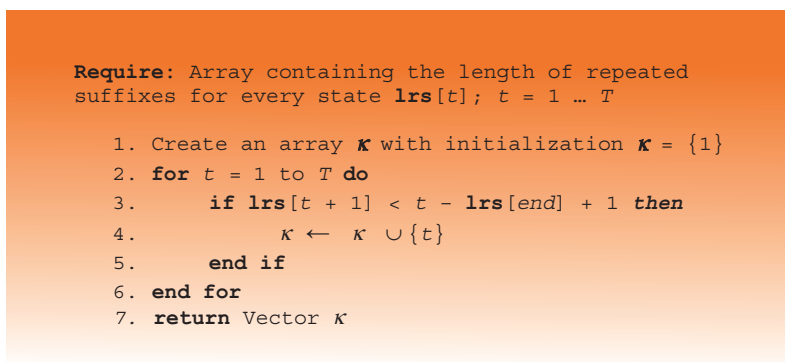 Require: Array containing the length of repeated
suffixes for every state lrs[t]; t = 1 … T
1. Create an array κ with initialization κ = {1}
2. for t = 1 to T do
3. if lrs[t + 1] < t – lrs[end] + 1 then
4. κ ← κ ∪ {t}
5. end if
6. end for
7. return Vector κ